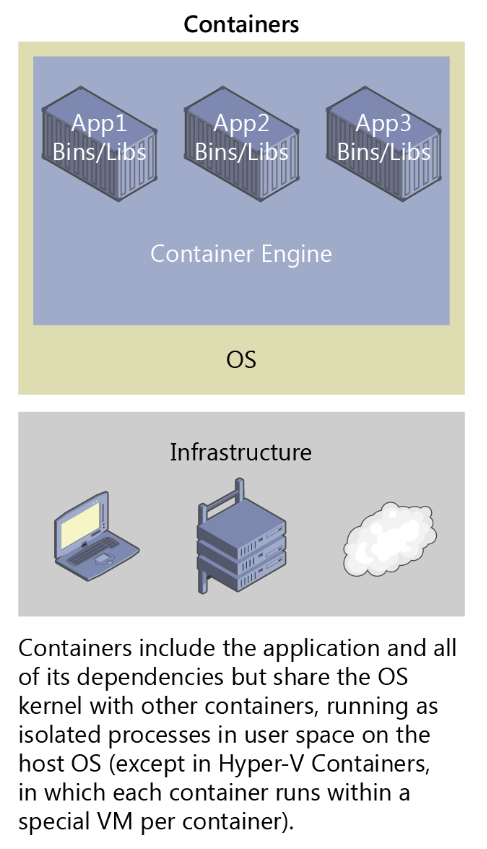 Containers
App1
Bins/Libs
App2
Bins/Libs
App3
Bins/Libs
Container Engine
OS
Infrastructure
Containers include the application and all
of its dependencies but share the OS
kernel with other containers, running as
isolated processes in user space on the
host OS (except in Hyper-V Containers,
in which each container runs within a
special VM per container).